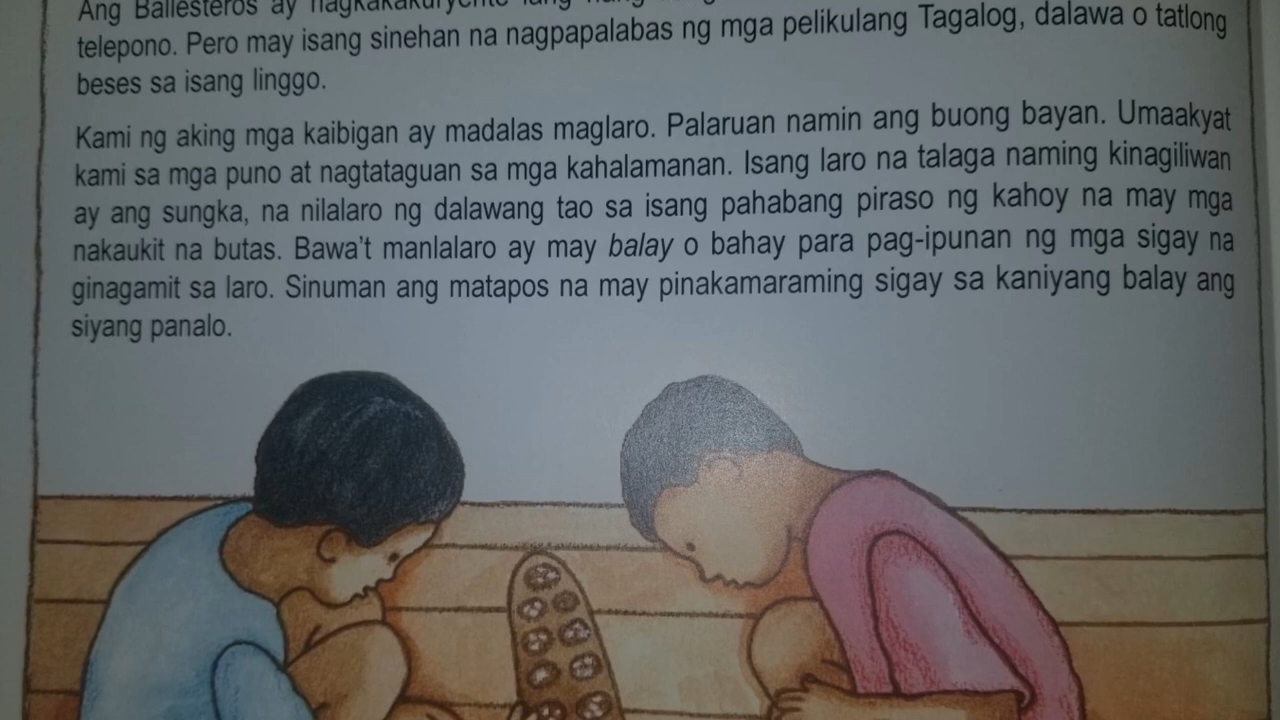 Ang Ballesteros ay nagkakakuryente lang
telepono. Pero may isang sinehan na nagpapalabas ng mga pelikulang Tagalog, dalawa o tatlong
beses sa isang linggo.
Kami ng aking mga kaibigan ay madalas maglaro. Palaruan namin ang buong bayan. Umaakyat
kami sa mga puno at nagtataguan sa mga kahalamanan. Isang laro na talaga naming kinagiliwan
ay ang sungka, na nilalaro ng dalawang tao sa isang pahabang piraso ng kahoy na may mga
nakaukit na butas. Bawa't manlalaro ay may balay o bahay para pag-ipunan ng mga sigay na
ginagamit sa laro. Sinuman ang matapos na may pinakamaraming sigay sa kaniyang balay ang
siyang panalo.